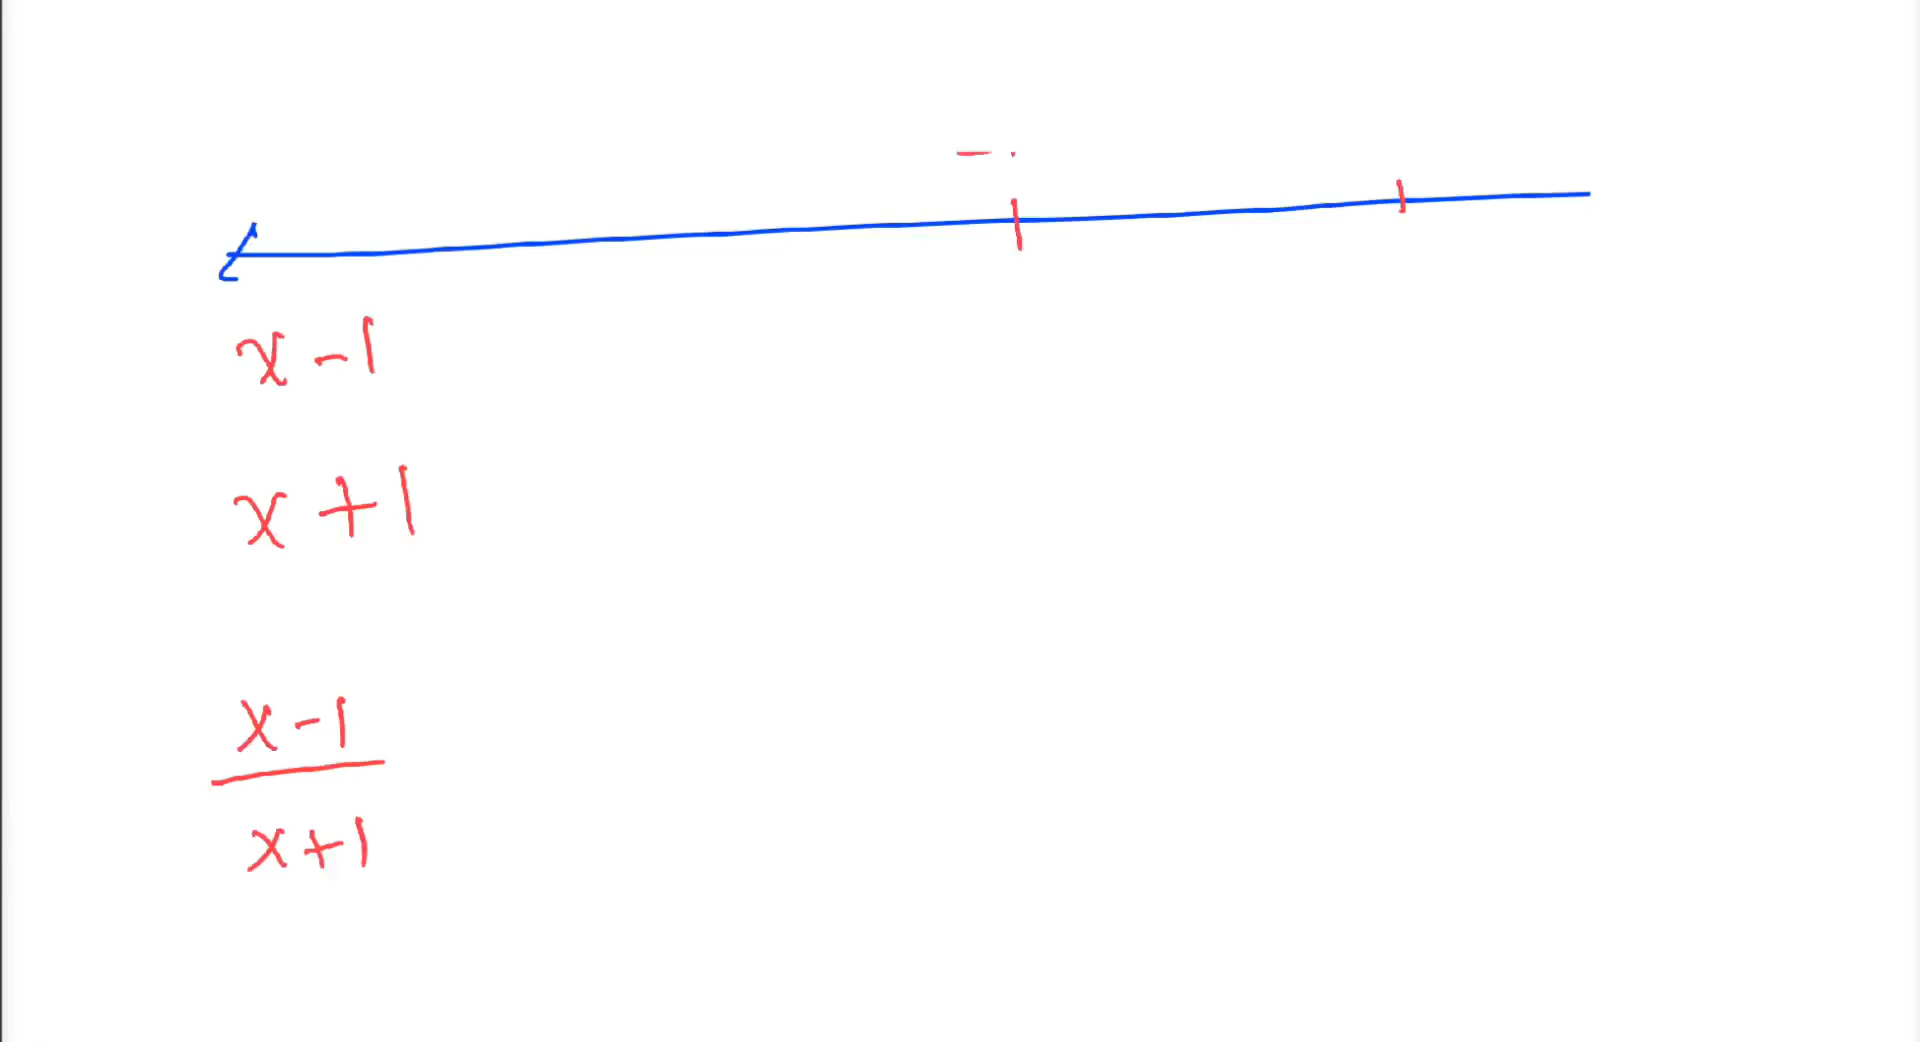 -
x - 1
x + 1
x - 1
x + 1